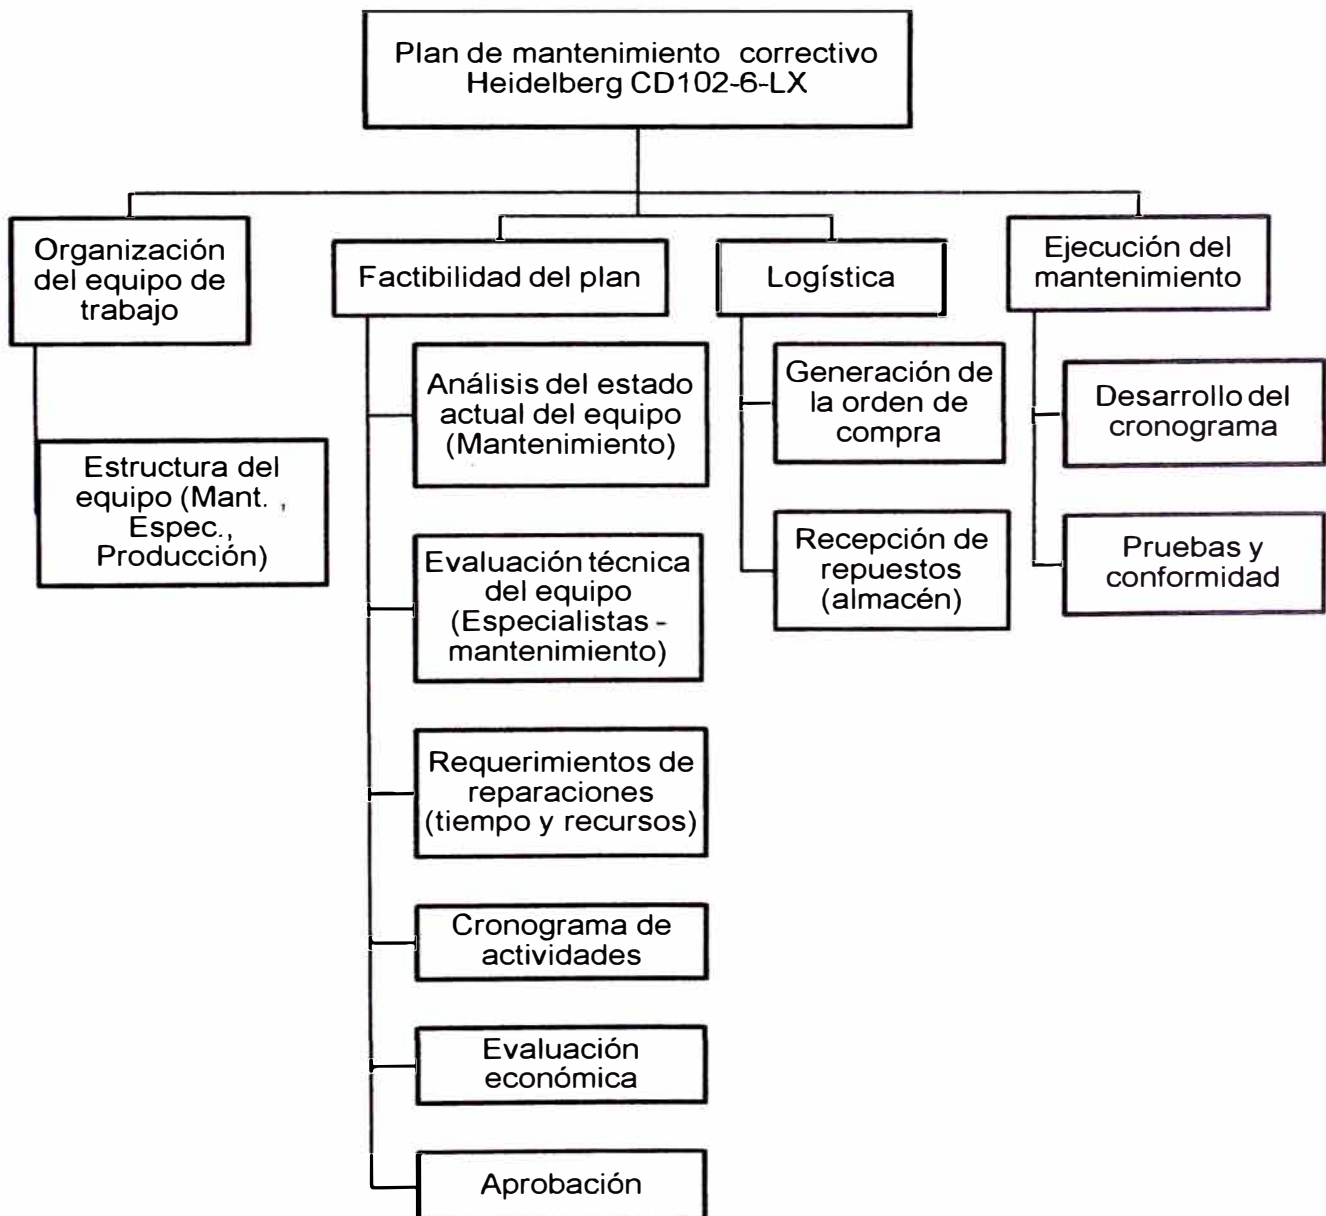 Plan de mantenimiento correctivo
Heidelberg CD102-6-LX
Organización
del equipo de
trabajo
Estructura del
equipo (Mant. ,
Espec.,
Producción)
Factibilidad del plan
Análisis del estado
actual del equipo
(Mantenimiento)
Evaluación técnica
del equipo
(Especialistas -
mantenimiento)
Requerimientos de
reparaciones
(tiempo y recursos)
Cronograma de
actividades
Evaluación
económica
Aprobación
Logística
Generación de
la orden de
compra
Recepción de
repuestos
(almacén)
Ejecución del
mantenimiento
Desarrollo del
cronograma
Pruebas y
conformidad